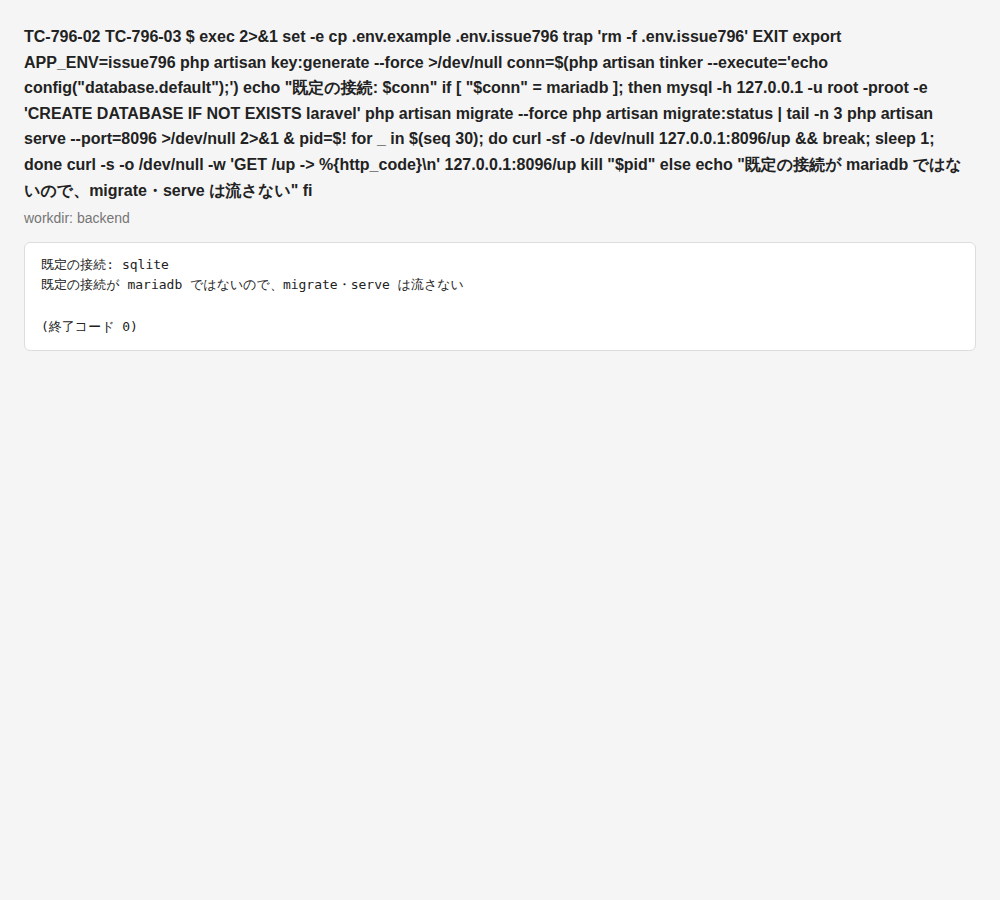 TC-796-02 TC-796-03 $ exec 2>&1 set -e cp .env.example .env.issue796 trap 'rm -f .env.issue796' EXIT export
APP_ENV=issue796 php artisan key:generate --force >/dev/null conn=$(php artisan tinker --execute='echo
config("database.default");') echo "既定の接続: $conn" if [ "$conn" = mariadb ]; then mysql -h 127.0.0.1 -u root -proot -e
'CREATE DATABASE IF NOT EXISTS laravel' php artisan migrate --force php artisan migrate:status | tail -n 3 php artisan
serve --port=8096 >/dev/null 2>&1 & pid=$! for _ in $(seq 30); do curl -sf -o /dev/null 127.0.0.1:8096/up && break; sleep 1;
done curl -s -o /dev/null -w 'GET /up -> %{http_code}\n' 127.0.0.1:8096/up kill "$pid" else echo "既定の接続が mariadb ではな
いので、migrate・serve は流さない" fi
workdir: backend
既定の接続: sqlite
既定の接続が mariadb ではないので、migrate・serve は流さない
(終了コード 0)